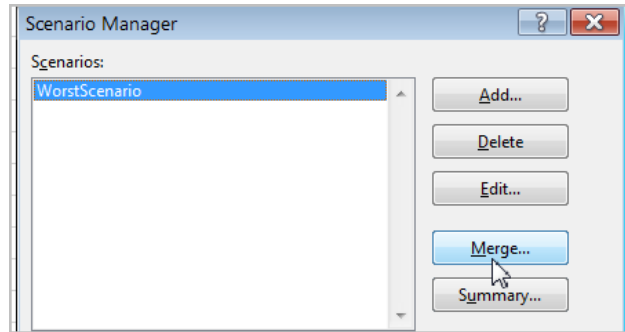 Scenario Manager
?
Scenarios:
WorstScenario
Add...
Delete
Edit...
Merge...
Summary...